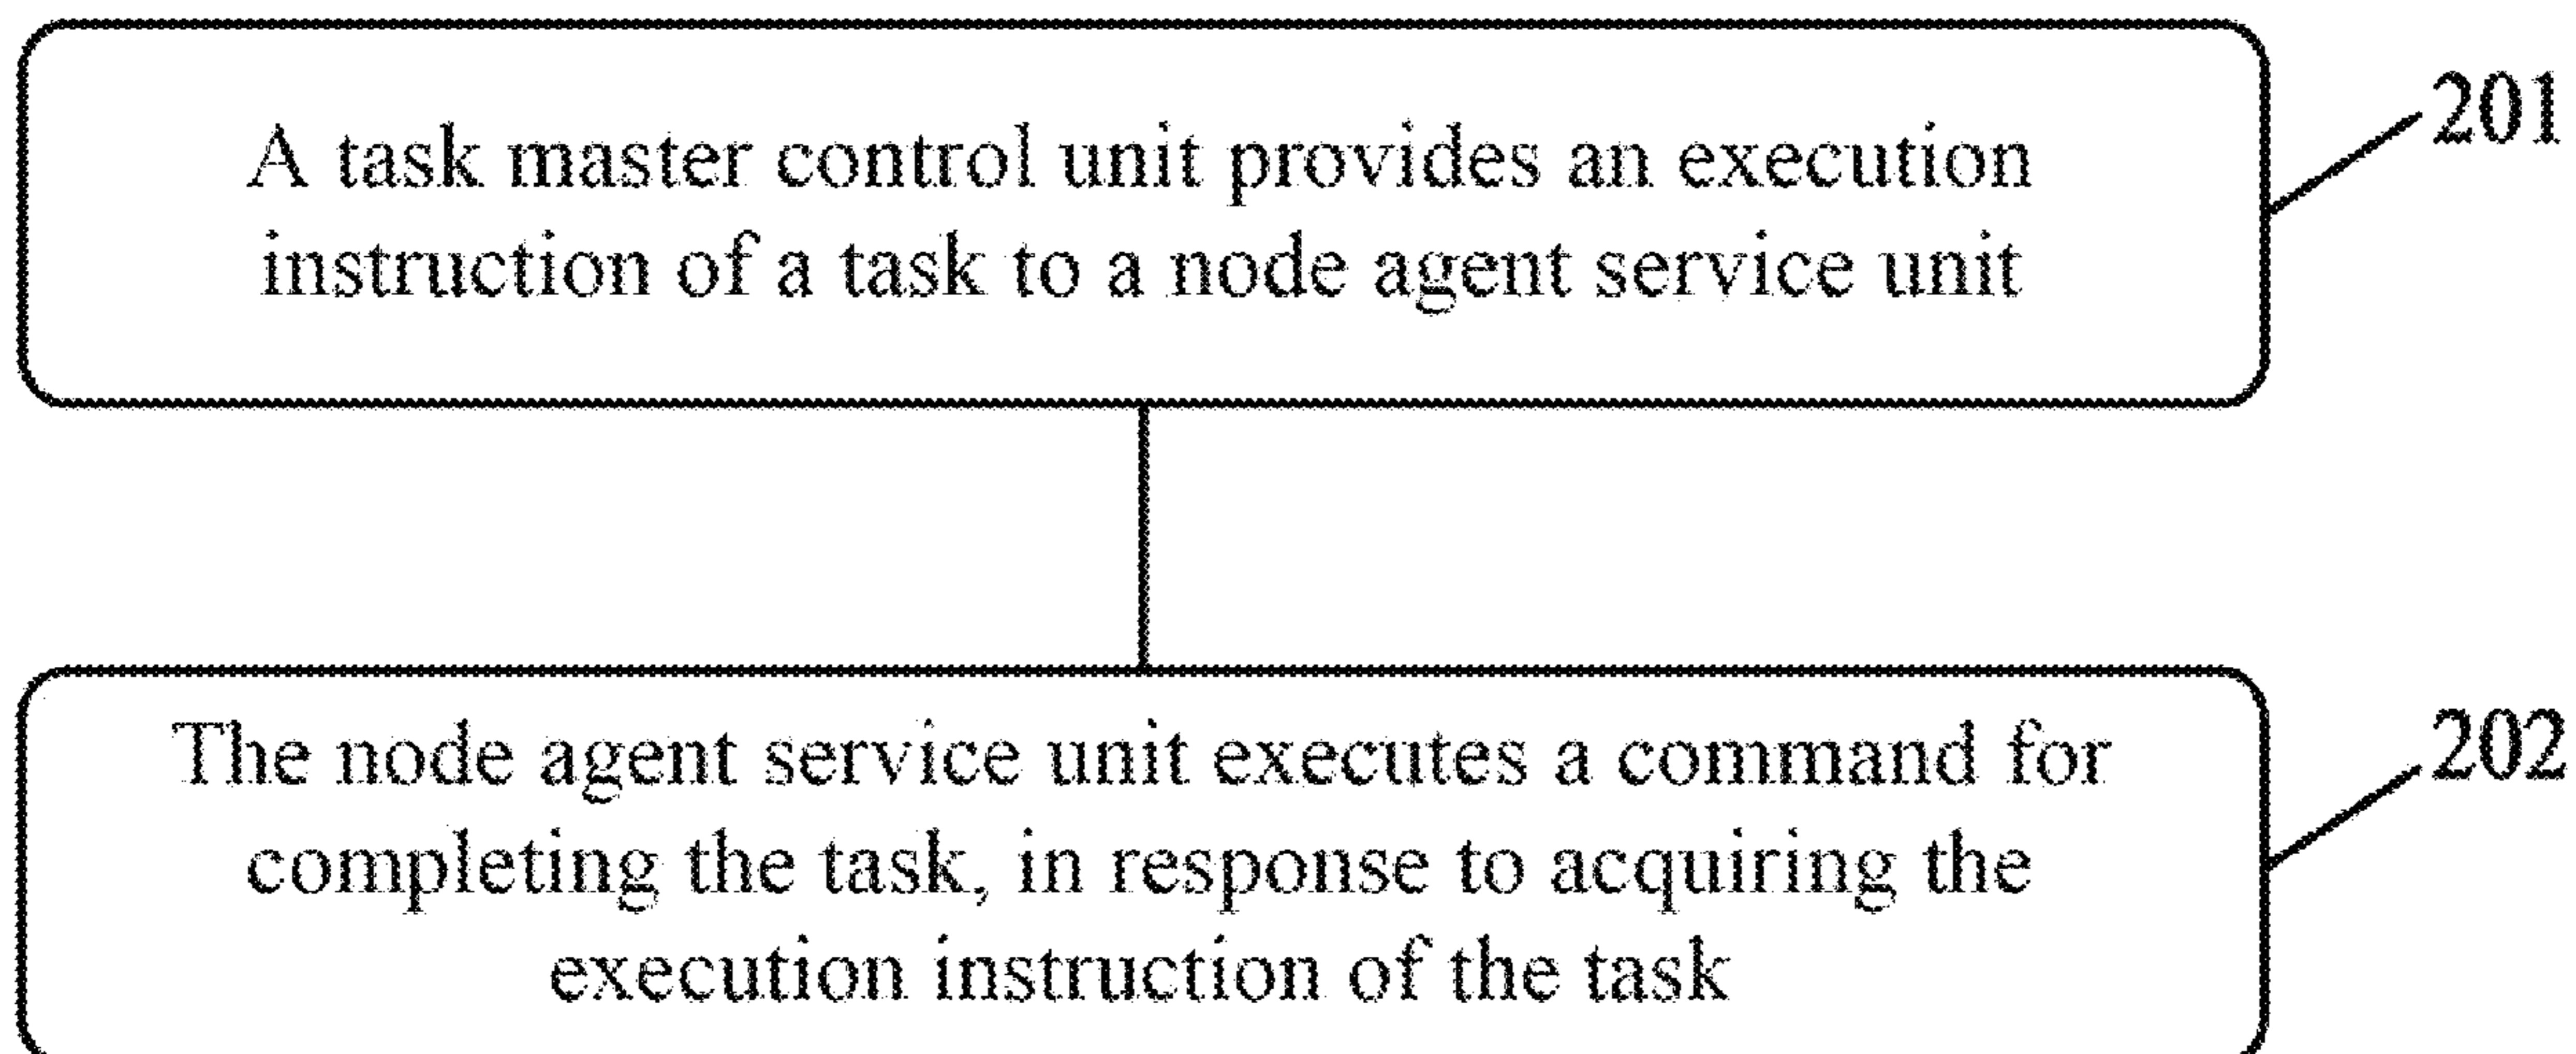 A task master control unit provides an execution
instruction of a task to a node agent service unit
201
The node agent service unit executes a command for
completing the task, in response to acquiring the
execution instruction of the task
202